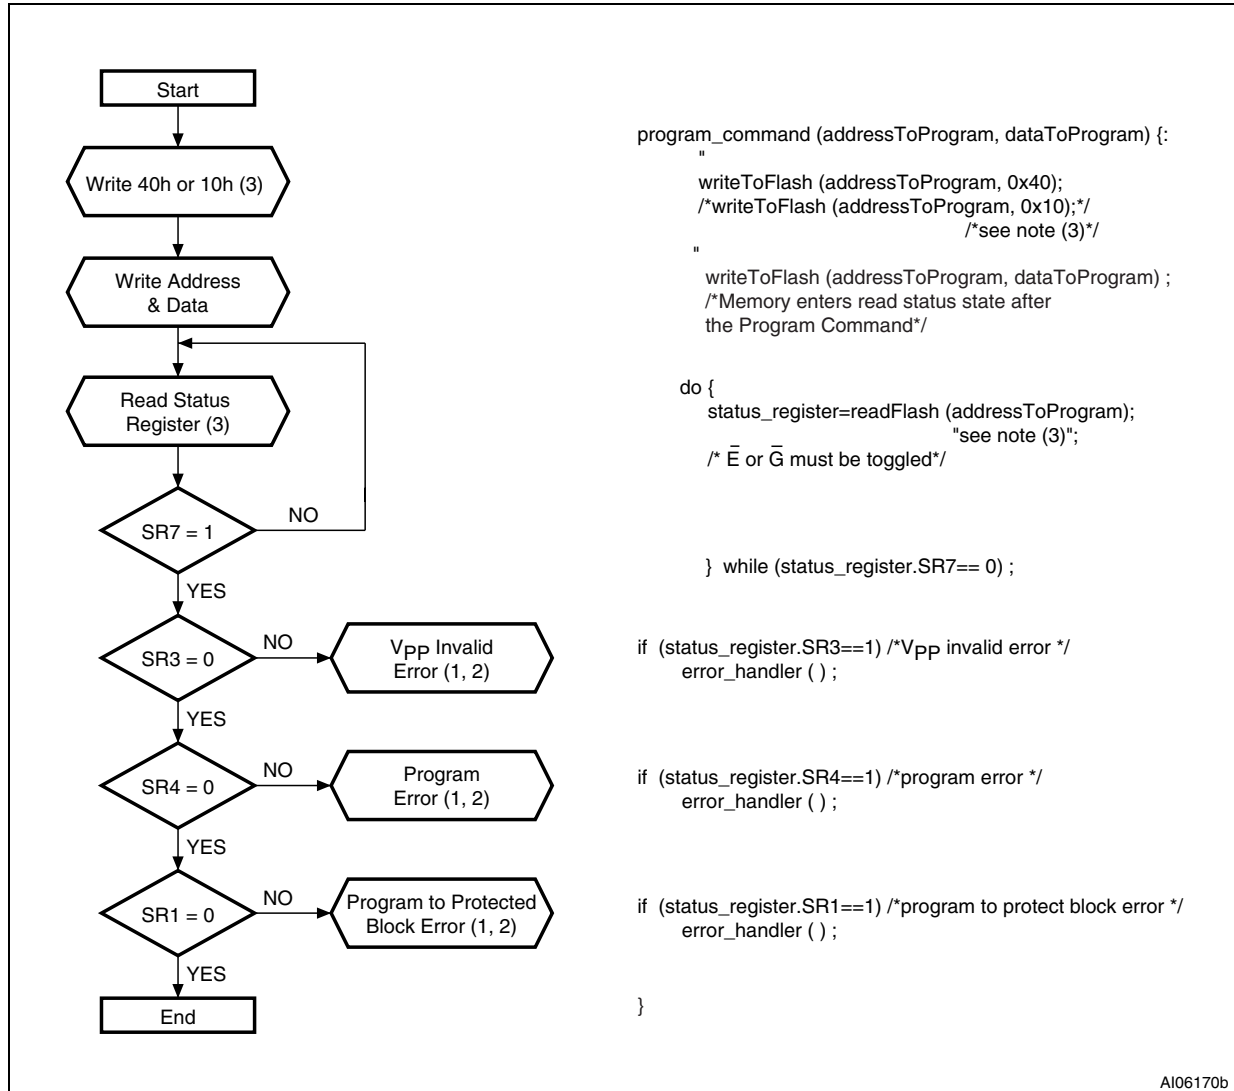 Start
Write 40h or 10h (3)
Write Address
& Data
Read Status
Register (3)
SR7 = 1
NO
YES
SR3 = 0
NO
VPP Invalid
Error (1, 2)
YES
SR4 = 0
NO
Program
Error (1, 2)
YES
SR1 = 0
NO
Program to Protected
Block Error (1, 2)
YES
End
program_command (addressToProgram, dataToProgram) {:
"
writeToFlash (addressToProgram, 0x40);
/*writeToFlash (addressToProgram, 0x10);*/
/*see note (3)*/
"
writeToFlash (addressToProgram, dataToProgram) ;
/*Memory enters read status state after
the Program Command*/
do {
status_register=readFlash (addressToProgram);
"see note (3)";
/* E̅ or G̅ must be toggled*/
} while (status_register.SR7== 0) ;
if (status_register.SR3==1) /*VPP invalid error */
error_handler ( ) ;
if (status_register.SR4==1) /*program error */
error_handler ( ) ;
if (status_register.SR1==1) /*program to protect block error */
error_handler ( ) ;
}
AI06170b